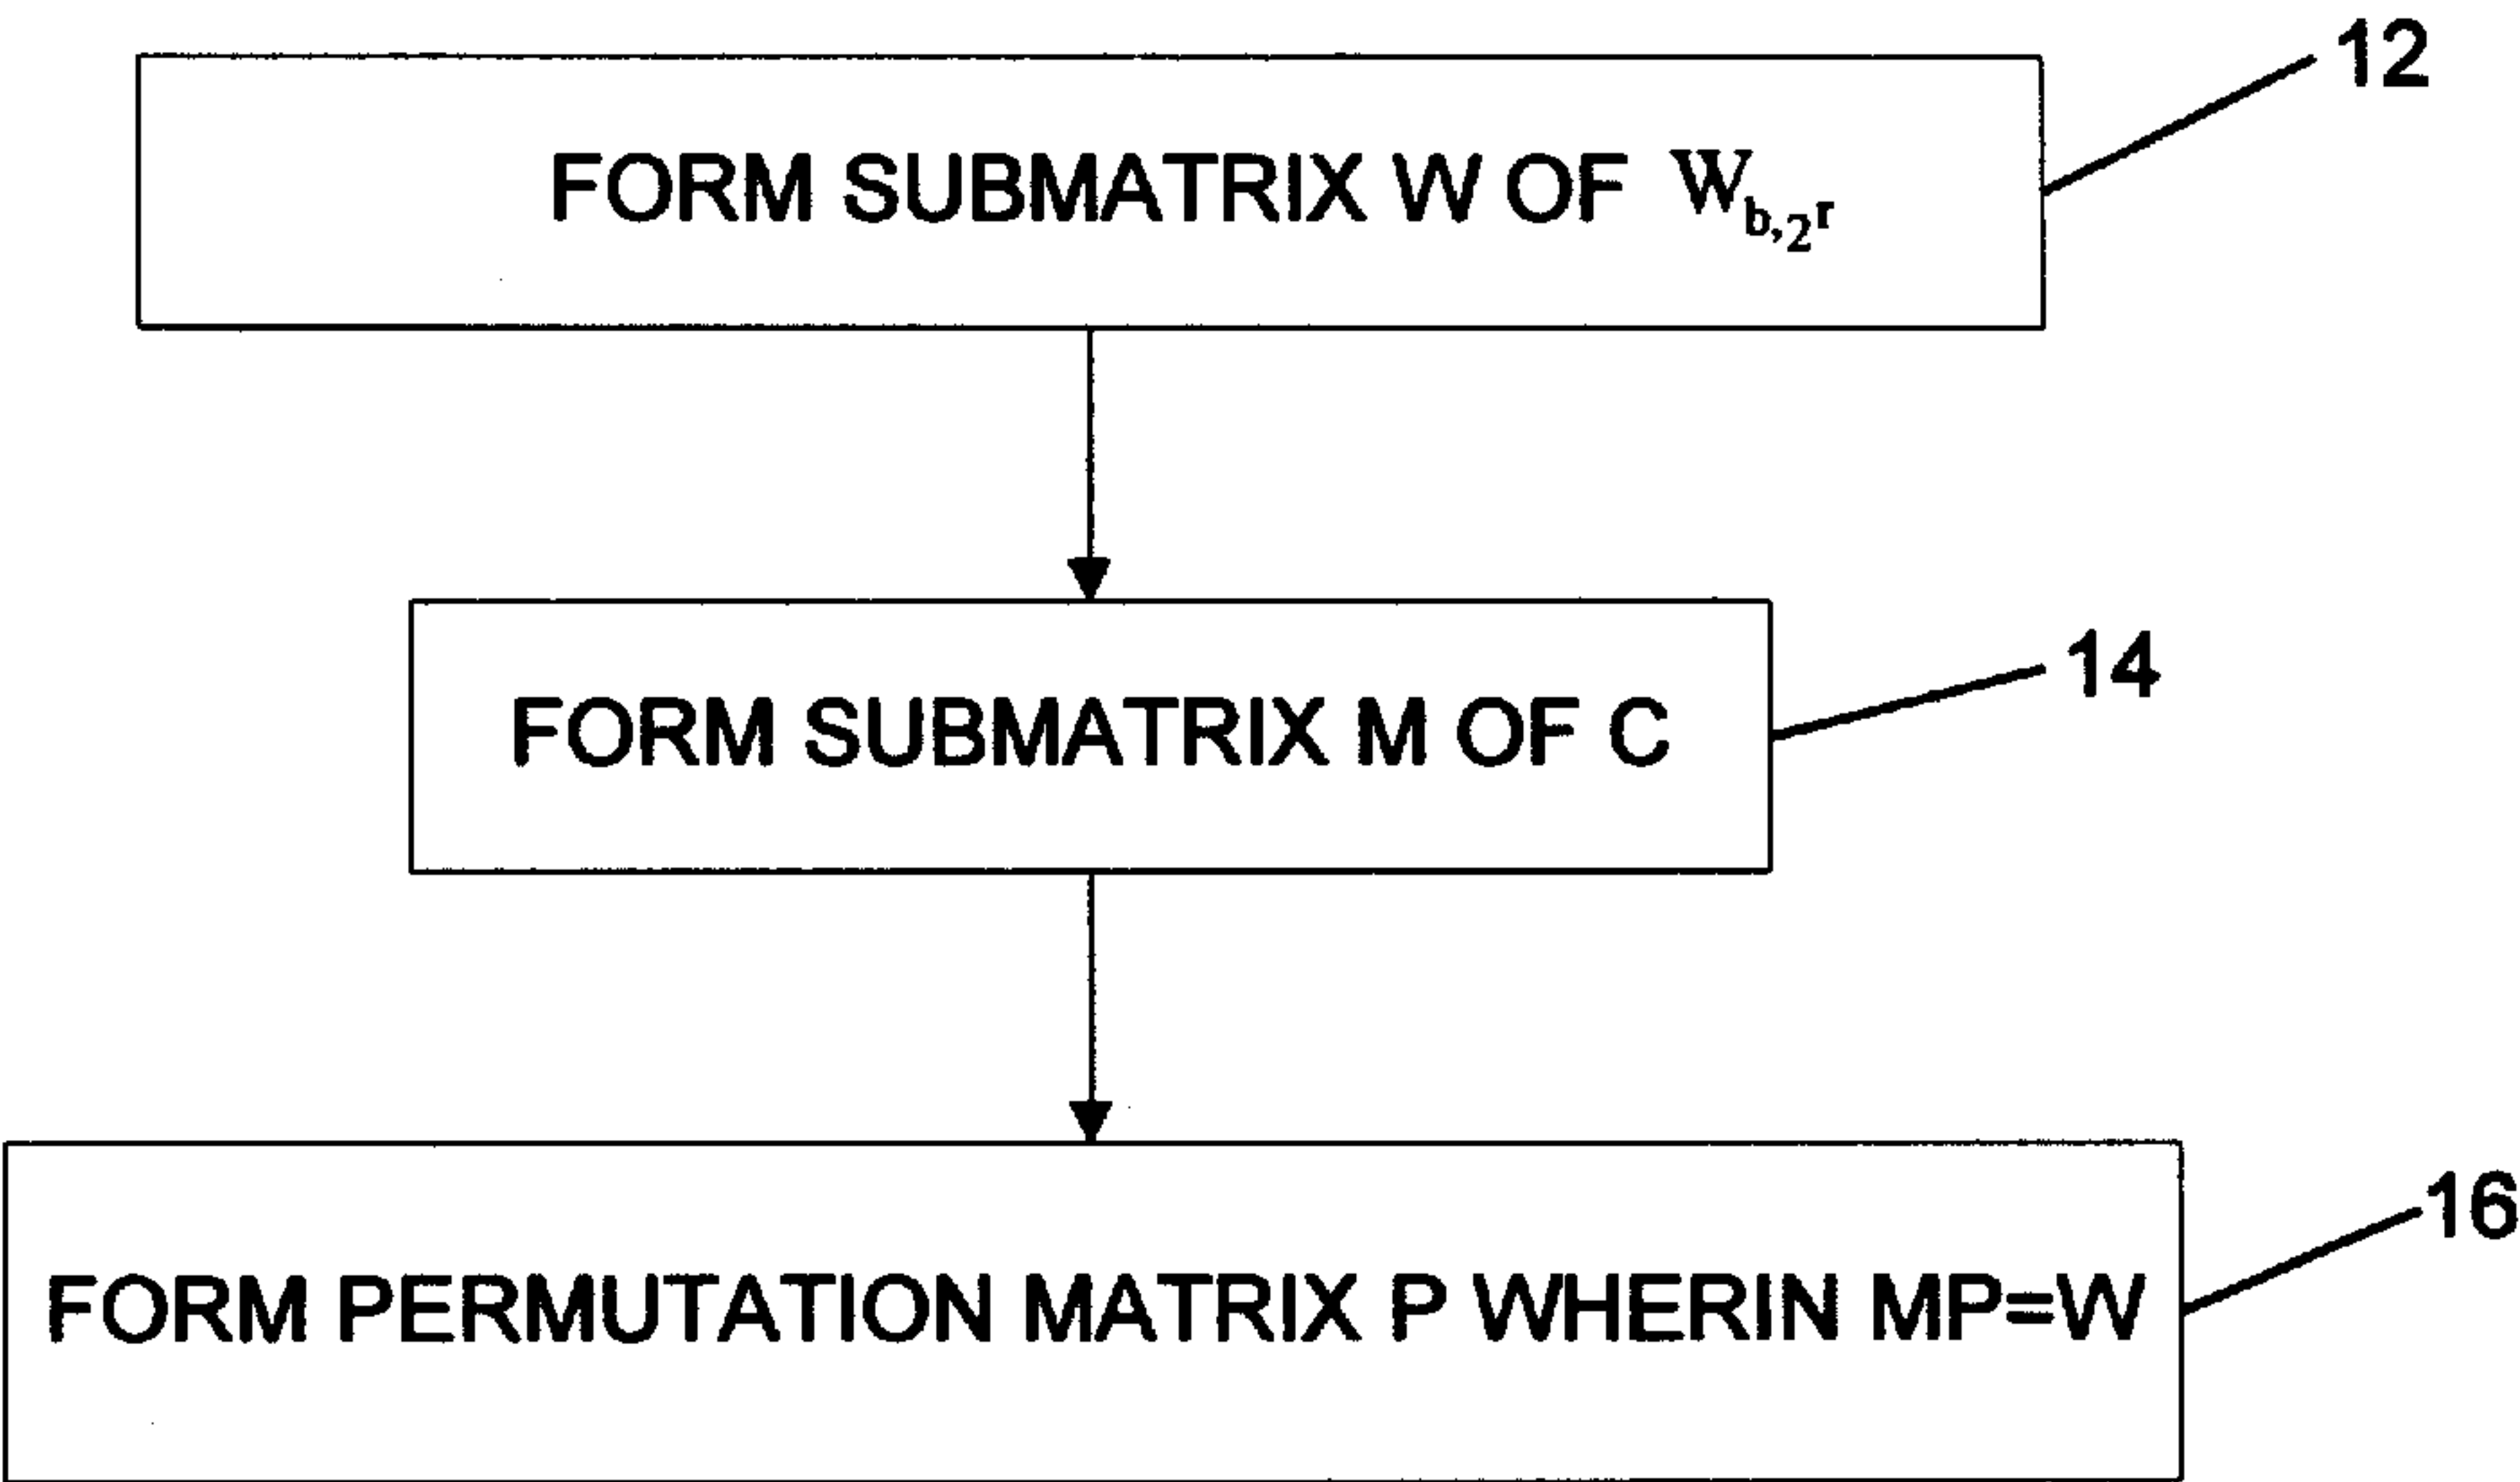 12
FORM SUBMATRIX W OF W_{b,2^r}
14
FORM SUBMATRIX M OF C
16
FORM PERMUTATION MATRIX P WHERIN MP=W